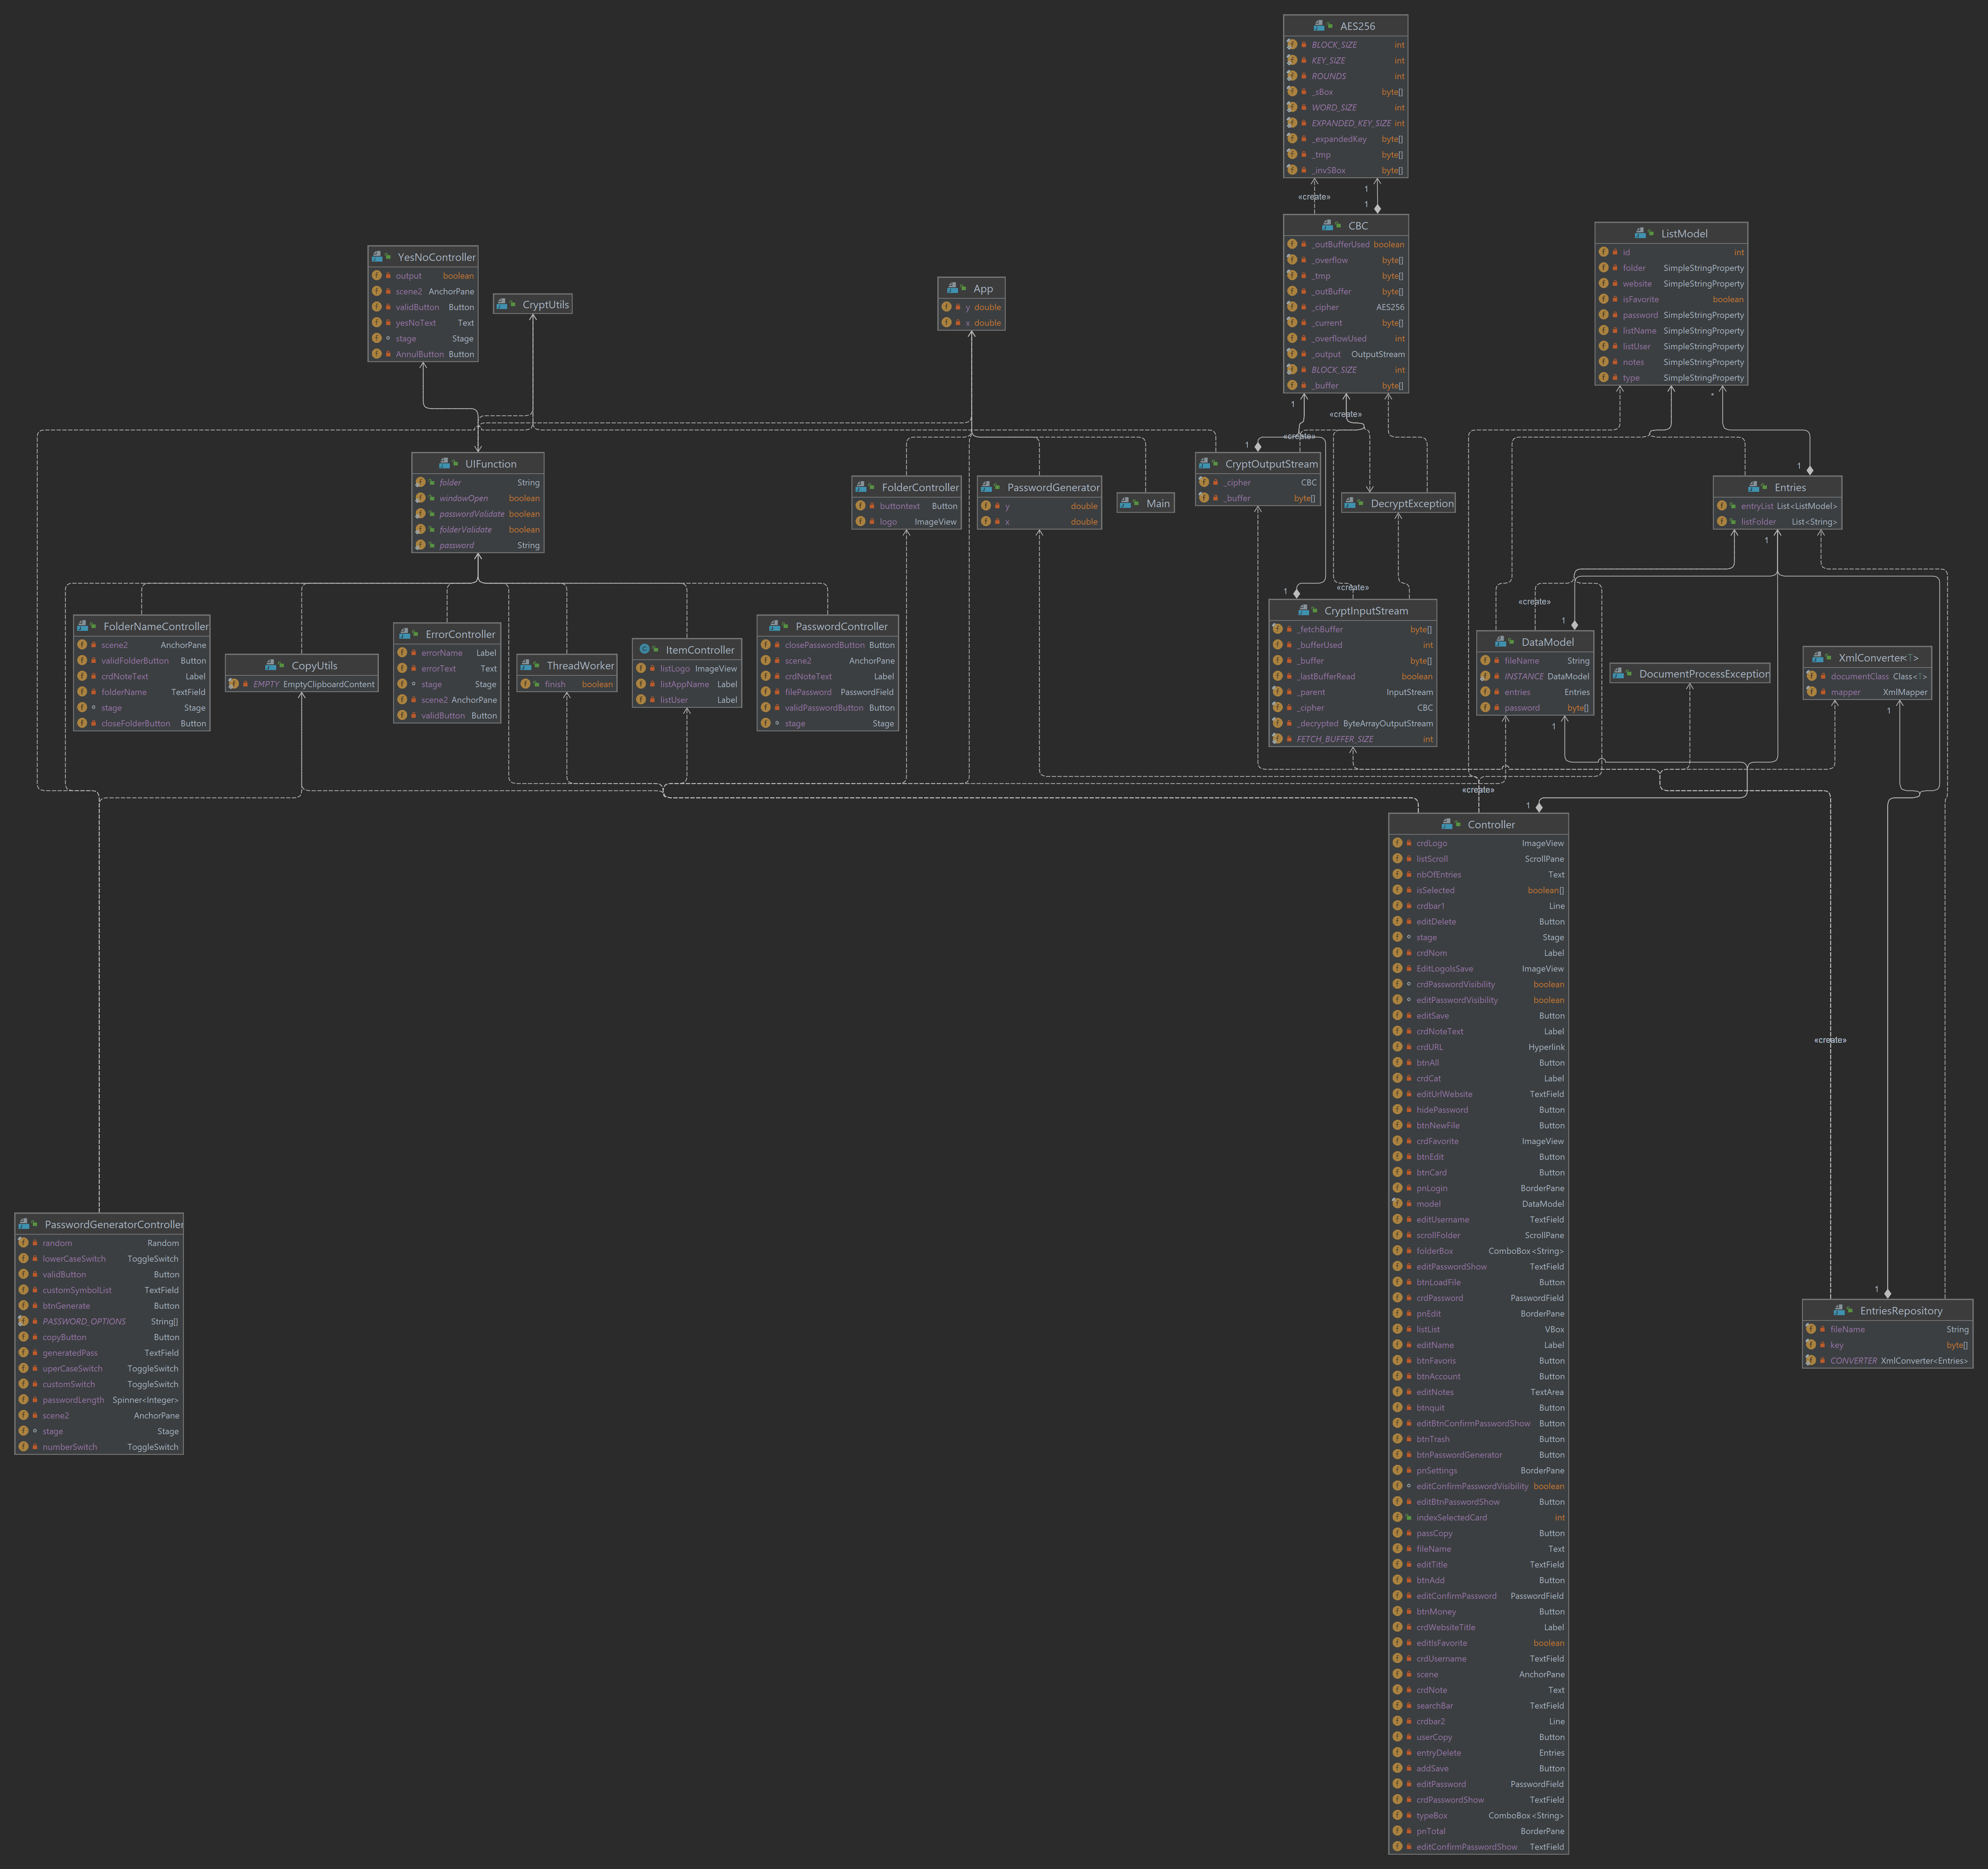 AES256
BLOCK_SIZE int
KEY_SIZE int
ROUNDS int
_sBox byte[]
WORD_SIZE int
EXPANDED_KEY_SIZE int
_expandedKey byte[]
_tmp byte[]
_invSBox byte[]
1
«create»
1
CBC
_outBufferUsed boolean
_overflow byte[]
_tmp byte[]
_outBuffer byte[]
_cipher AES256
_current byte[]
_overflowUsed int
_output OutputStream
BLOCK_SIZE int
_buffer byte[]
ListModel
id int
folder SimpleStringProperty
website SimpleStringProperty
isFavorite boolean
password SimpleStringProperty
listName SimpleStringProperty
listUser SimpleStringProperty
notes SimpleStringProperty
type SimpleStringProperty
YesNoController
output boolean
scene2 AnchorPane
validButton Button
yesNoText Text
stage Stage
AnnulButton Button
CryptUtils
App
y double
x double
1
«create»
*
«create»
1
1
UIFunction
folder String
windowOpen boolean
passwordValidate boolean
folderValidate boolean
password String
FolderController
buttontext Button
logo ImageView
PasswordGenerator
y double
x double
Main
CryptOutputStream
_cipher CBC
_buffer byte[]
DecryptException
Entries
entryList List<ListModel>
listFolder List<String>
1
1
«create»
«create»
1
FolderNameController
scene2 AnchorPane
validFolderButton Button
crdNoteText Label
folderName TextField
stage Stage
closeFolderButton Button
CopyUtils
EMPTY EmptyClipboardContent
ErrorController
errorName Label
errorText Text
stage Stage
scene2 AnchorPane
validButton Button
ThreadWorker
finish boolean
ItemController
listLogo ImageView
listAppName Label
listUser Label
PasswordController
closePasswordButton Button
scene2 AnchorPane
crdNoteText Label
filePassword PasswordField
validPasswordButton Button
stage Stage
CryptInputStream
_fetchBuffer byte[]
_bufferUsed int
_buffer byte[]
_lastBufferRead boolean
_parent InputStream
_cipher CBC
_decrypted ByteArrayOutputStream
FETCH_BUFFER_SIZE int
DataModel
fileName String
INSTANCE DataModel
entries Entries
password byte[]
DocumentProcessException
XmlConverter<T>
documentClass Class<T>
mapper XmlMapper
1
1
«create»
1
Controller
crdLogo ImageView
listScroll ScrollPane
nbOfEntries Text
isSelected boolean[]
crdbar1 Line
editDelete Button
stage Stage
crdNom Label
EditLogoIsSave ImageView
crdPasswordVisibility boolean
editPasswordVisibility boolean
editSave Button
crdNoteText Label
crdURL Hyperlink
btnAll Button
crdCat Label
editUrlWebsite TextField
hidePassword Button
btnNewFile Button
crdFavorite ImageView
btnEdit Button
btnCard Button
pnLogin BorderPane
model DataModel
editUsername TextField
scrollFolder ScrollPane
folderBox ComboBox<String>
editPasswordShow TextField
btnLoadFile Button
crdPassword PasswordField
pnEdit BorderPane
listList VBox
editName Label
btnFavoris Button
btnAccount Button
editNotes TextArea
btnquit Button
editBtnConfirmPasswordShow Button
btnTrash Button
btnPasswordGenerator Button
pnSettings BorderPane
editConfirmPasswordVisibility boolean
editBtnPasswordShow Button
indexSelectedCard int
passCopy Button
fileName Text
editTitle TextField
btnAdd Button
editConfirmPassword PasswordField
btnMoney Button
crdWebsiteTitle Label
editIsFavorite boolean
crdUsername TextField
scene AnchorPane
crdNote Text
searchBar TextField
crdbar2 Line
userCopy Button
entryDelete Entries
addSave Button
editPassword PasswordField
crdPasswordShow TextField
typeBox ComboBox<String>
pnTotal BorderPane
editConfirmPasswordShow TextField
«create»
PasswordGeneratorController
random Random
lowerCaseSwitch ToggleSwitch
validButton Button
customSymbolList TextField
btnGenerate Button
PASSWORD_OPTIONS String[]
copyButton Button
generatedPass TextField
uperCaseSwitch ToggleSwitch
customSwitch ToggleSwitch
passwordLength Spinner<Integer>
scene2 AnchorPane
stage Stage
numberSwitch ToggleSwitch
1
EntriesRepository
fileName String
key byte[]
CONVERTER XmlConverter<Entries>